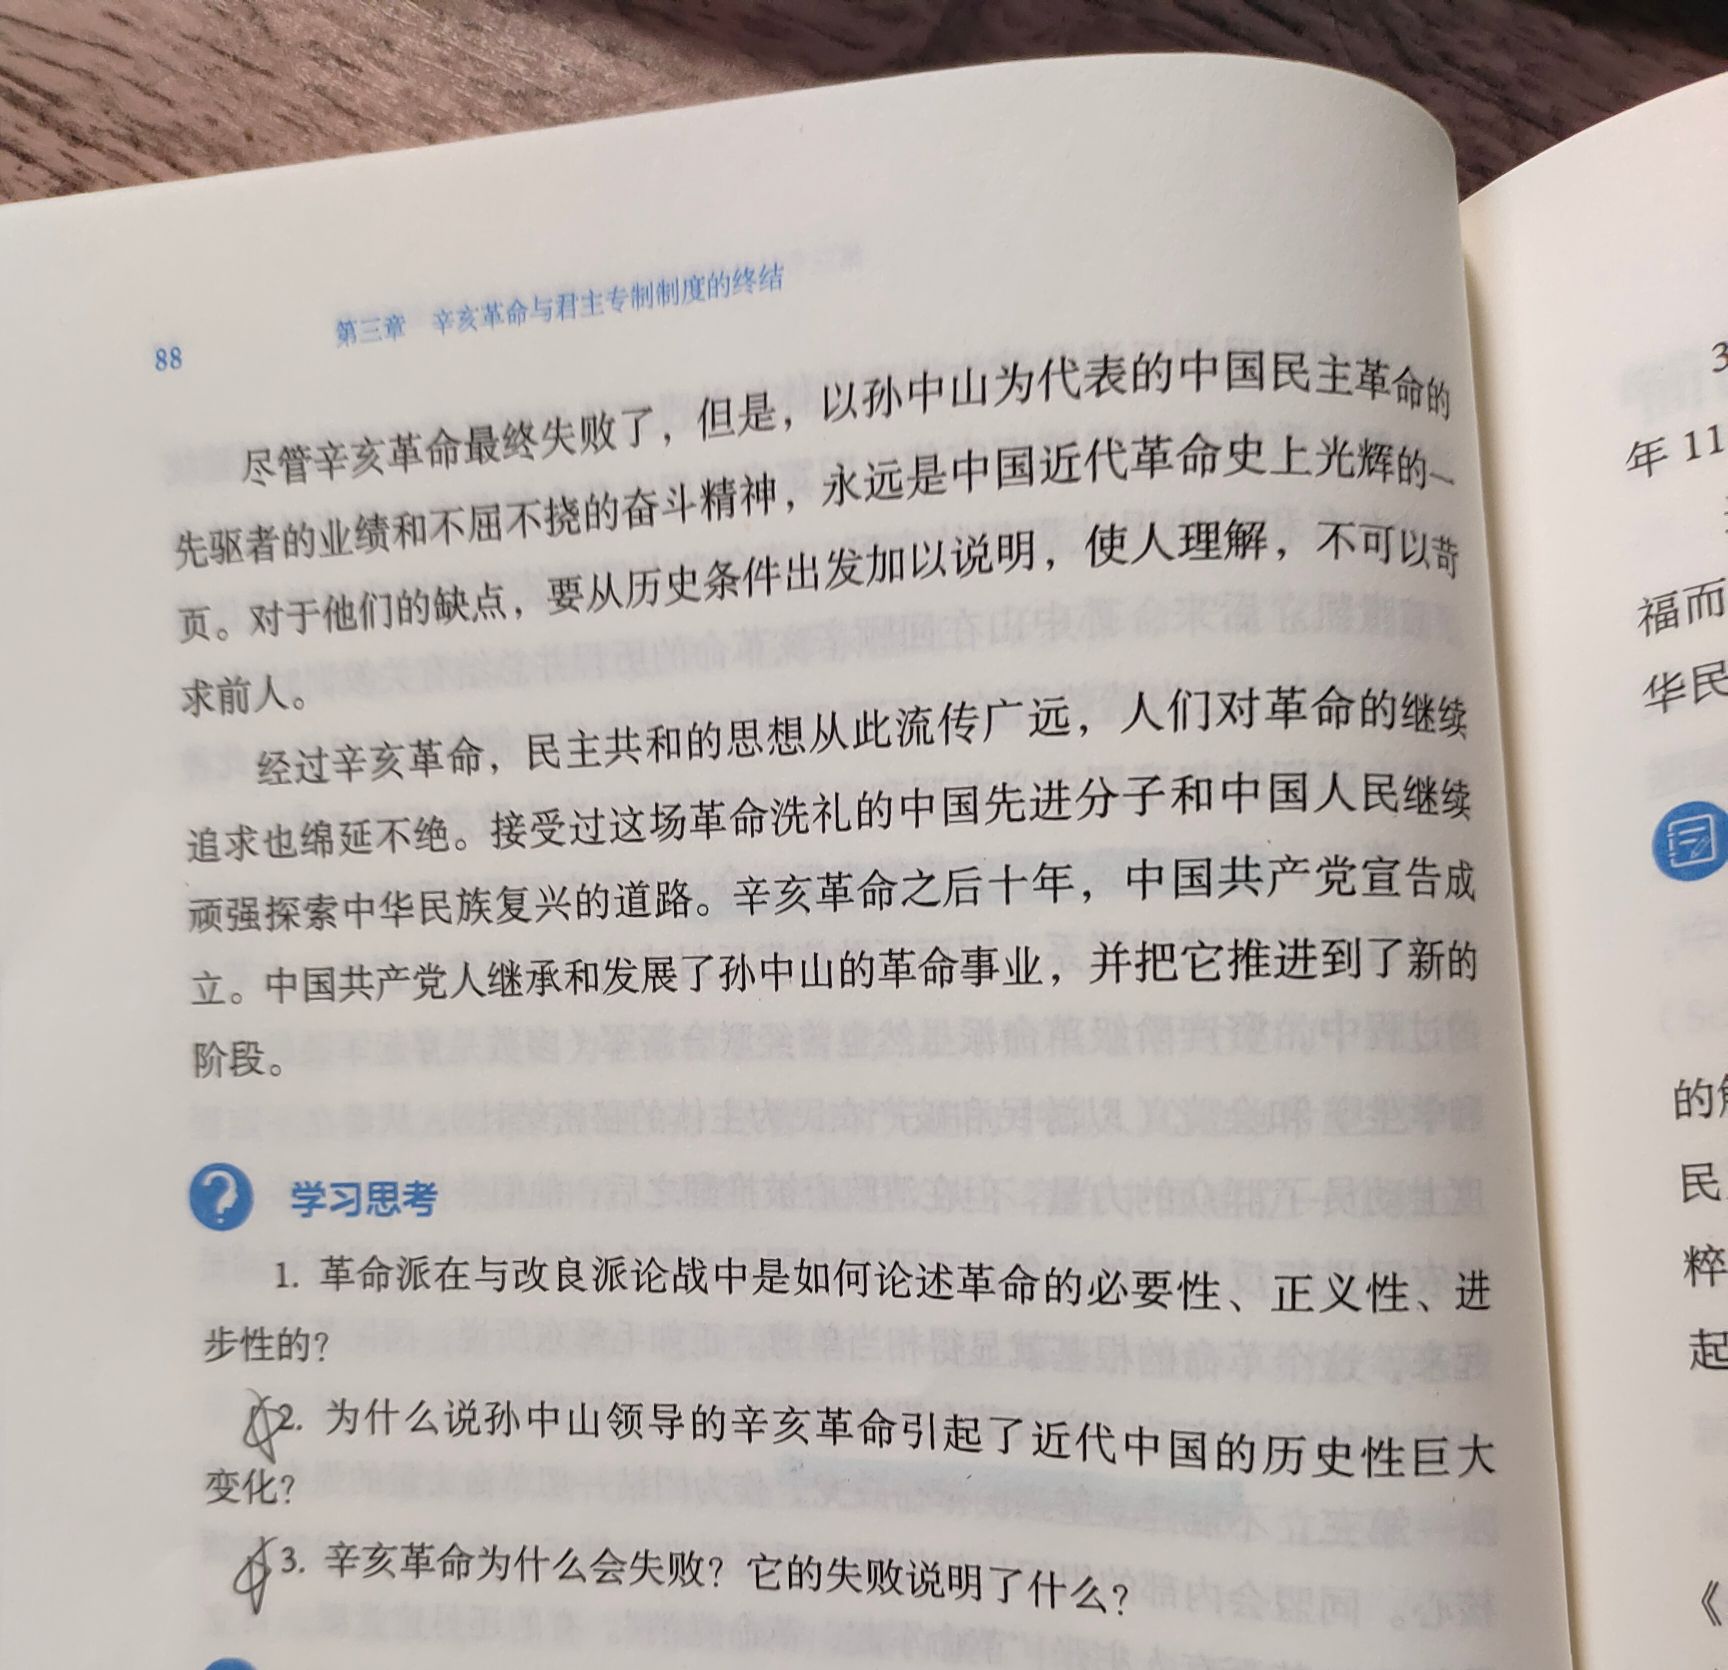 88
第三章 辛亥革命与君主专制制度的终结
尽管辛亥革命最终失败了，但是，以孙中山为代表的中国民主革命的
先驱者的业绩和不屈不挠的奋斗精神，永远是中国近代革命史上光辉的一
页。对于他们的缺点，要从历史条件出发加以说明，使人理解，不可以苛
求前人。
经过辛亥革命，民主共和的思想从此流传广远，人们对革命的继续
追求也绵延不绝。接受过这场革命洗礼的中国先进分子和中国人民继续
顽强探索中华民族复兴的道路。辛亥革命之后十年，中国共产党宣告成
立。中国共产党人继承和发展了孙中山的革命事业，并把它推进到了新的
阶段。
学习思考
1. 革命派在与改良派论战中是如何论述革命的必要性、正义性、进
步性的？
2. 为什么说孙中山领导的辛亥革命引起了近代中国的历史性巨大
变化？
3. 辛亥革命为什么会失败？它的失败说明了什么？
3
年 11
福而
华民
的
民
粹
起
《